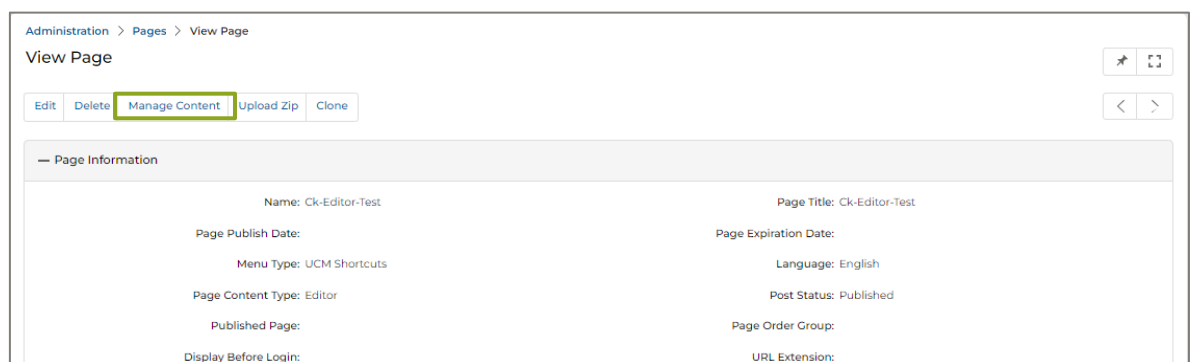 Administration > Pages > View Page
View Page
Edit Delete Manage Content Upload Zip Clone
— Page Information
Name: Ck-Editor-Test Page Title: Ck-Editor-Test
Page Publish Date: Page Expiration Date:
Menu Type: UCM Shortcuts Language: English
Page Content Type: Editor Post Status: Published
Published Page: Page Order Group:
Display Before Login: URL Extension: